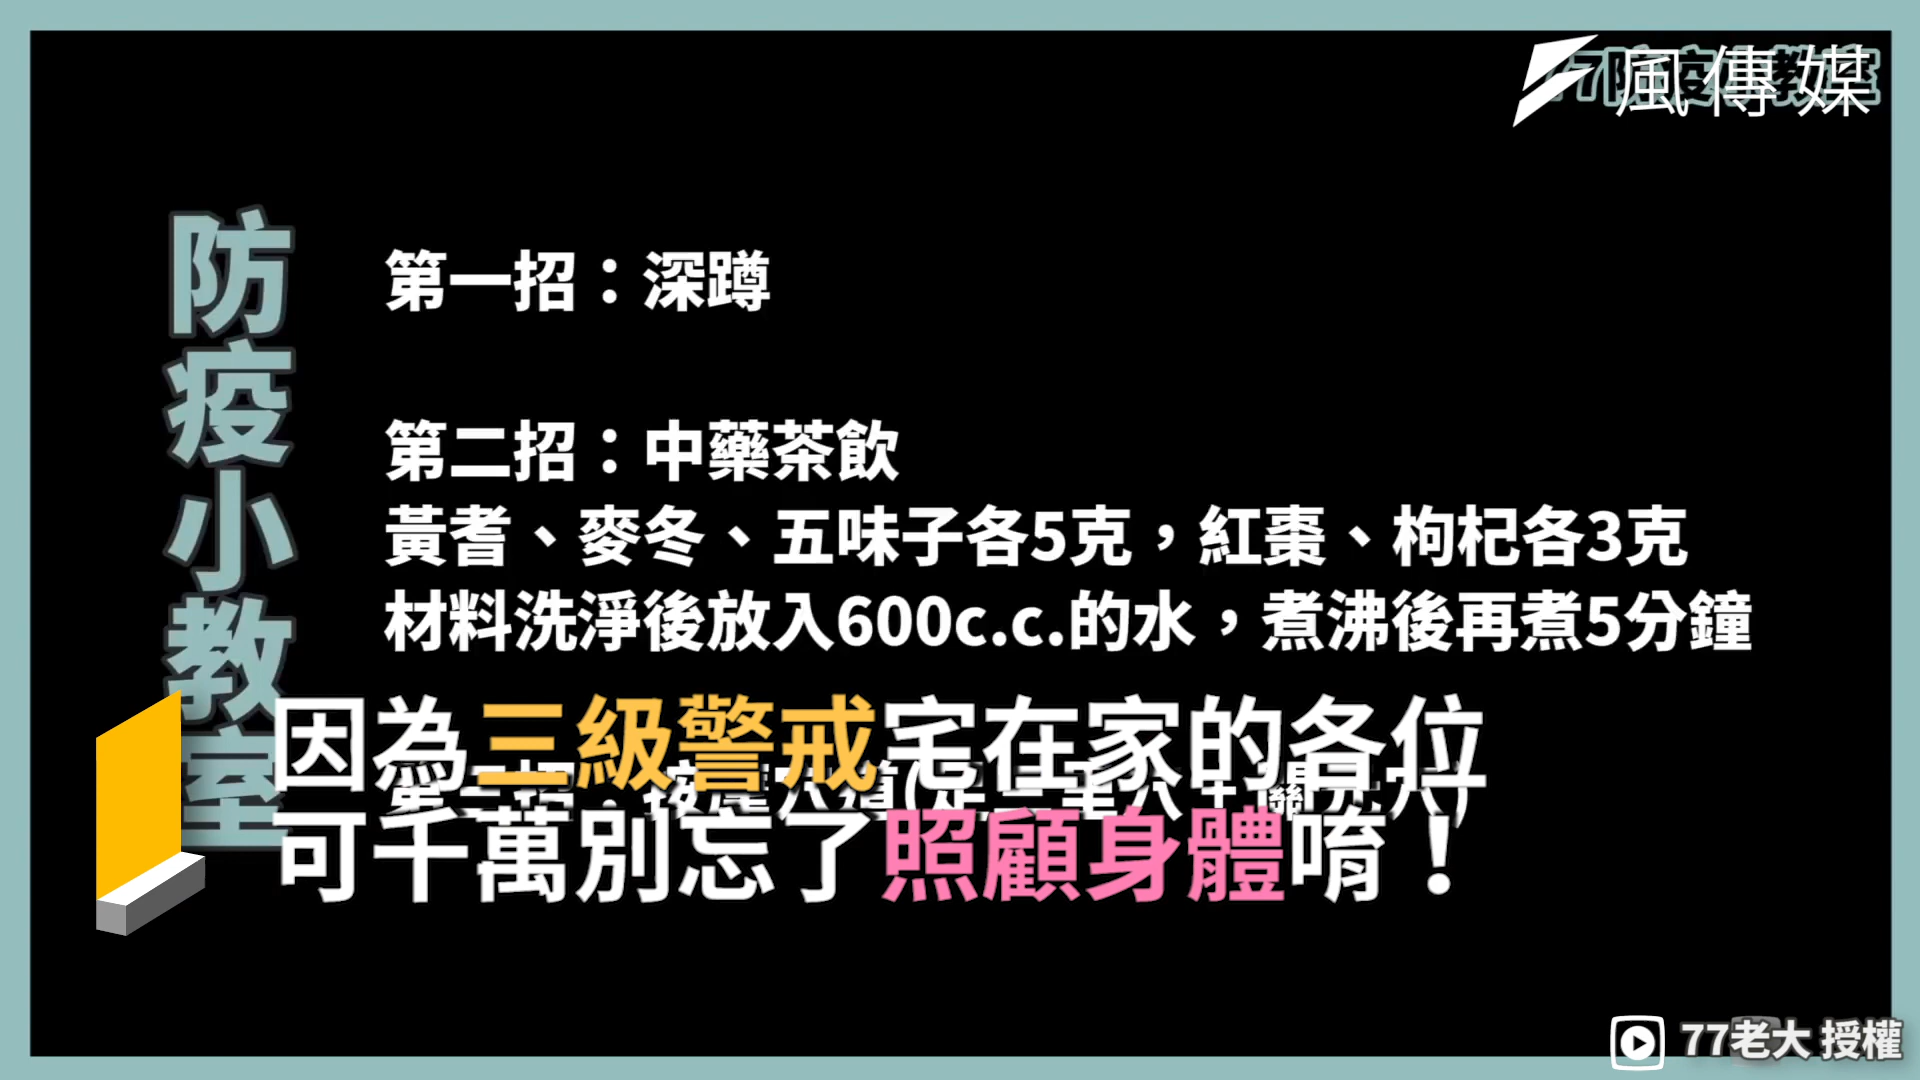 風傳媒
防疫小教室
第一招：深蹲
第二招：中藥茶飲
黃耆、麥冬、五味子各5克，紅棗、枸杞各3克
材料洗淨後放入600c.c.的水，煮沸後再煮5分鐘
因為三級警戒宅在家的各位
可千萬別忘了照顧身體唷！
77老大 授權